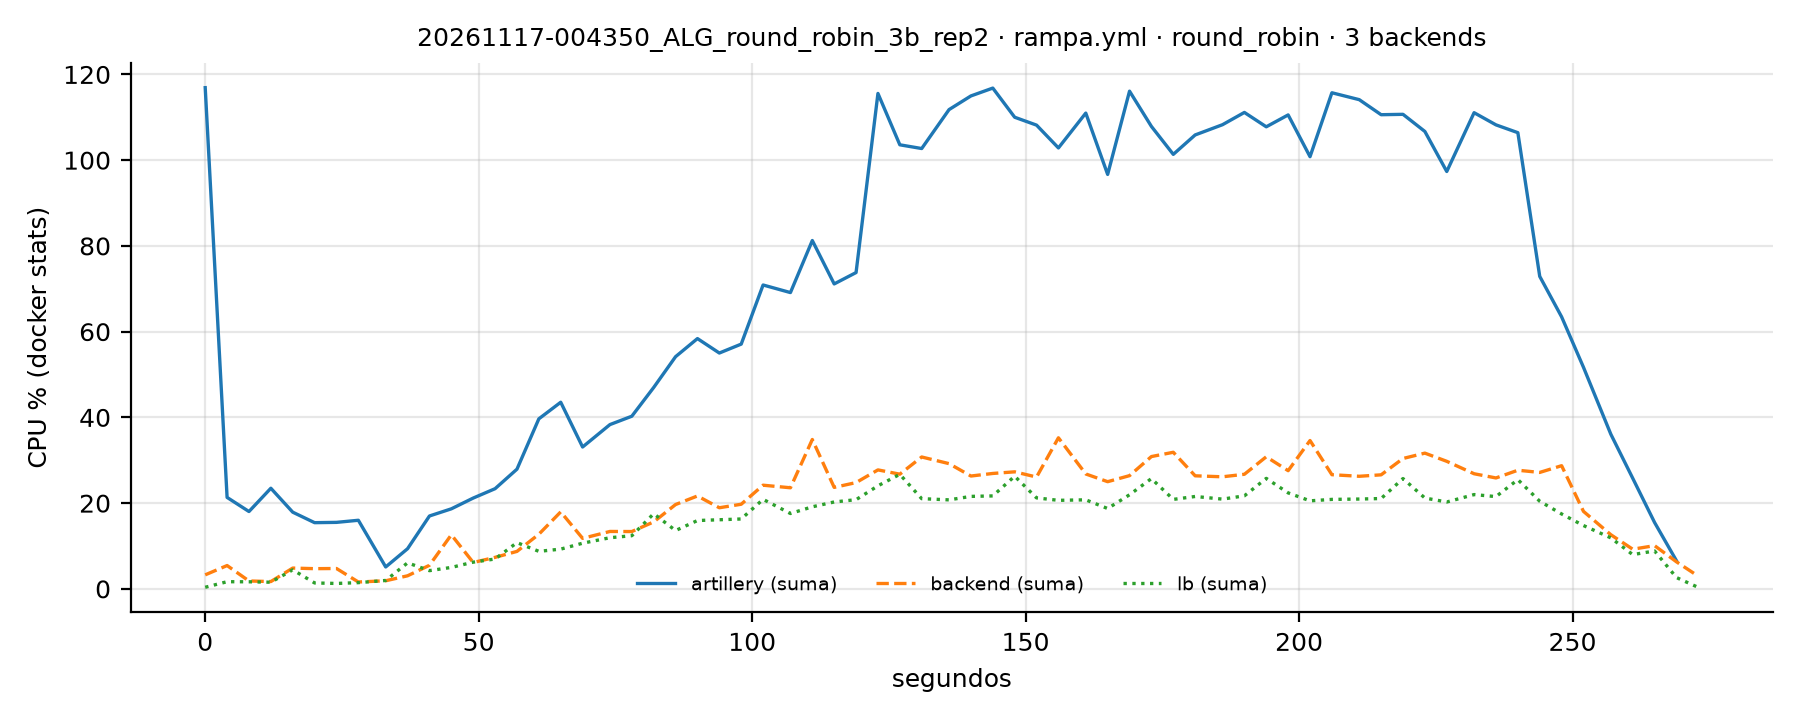 20261117-004350_ALG_round_robin_3b_rep2 · rampa.yml · round_robin · 3 backends
CPU % (docker stats)
120
100
80
60
40
20
0
artillery (suma) backend (suma) lb (suma)
0 50 100 150 200 250
segundos